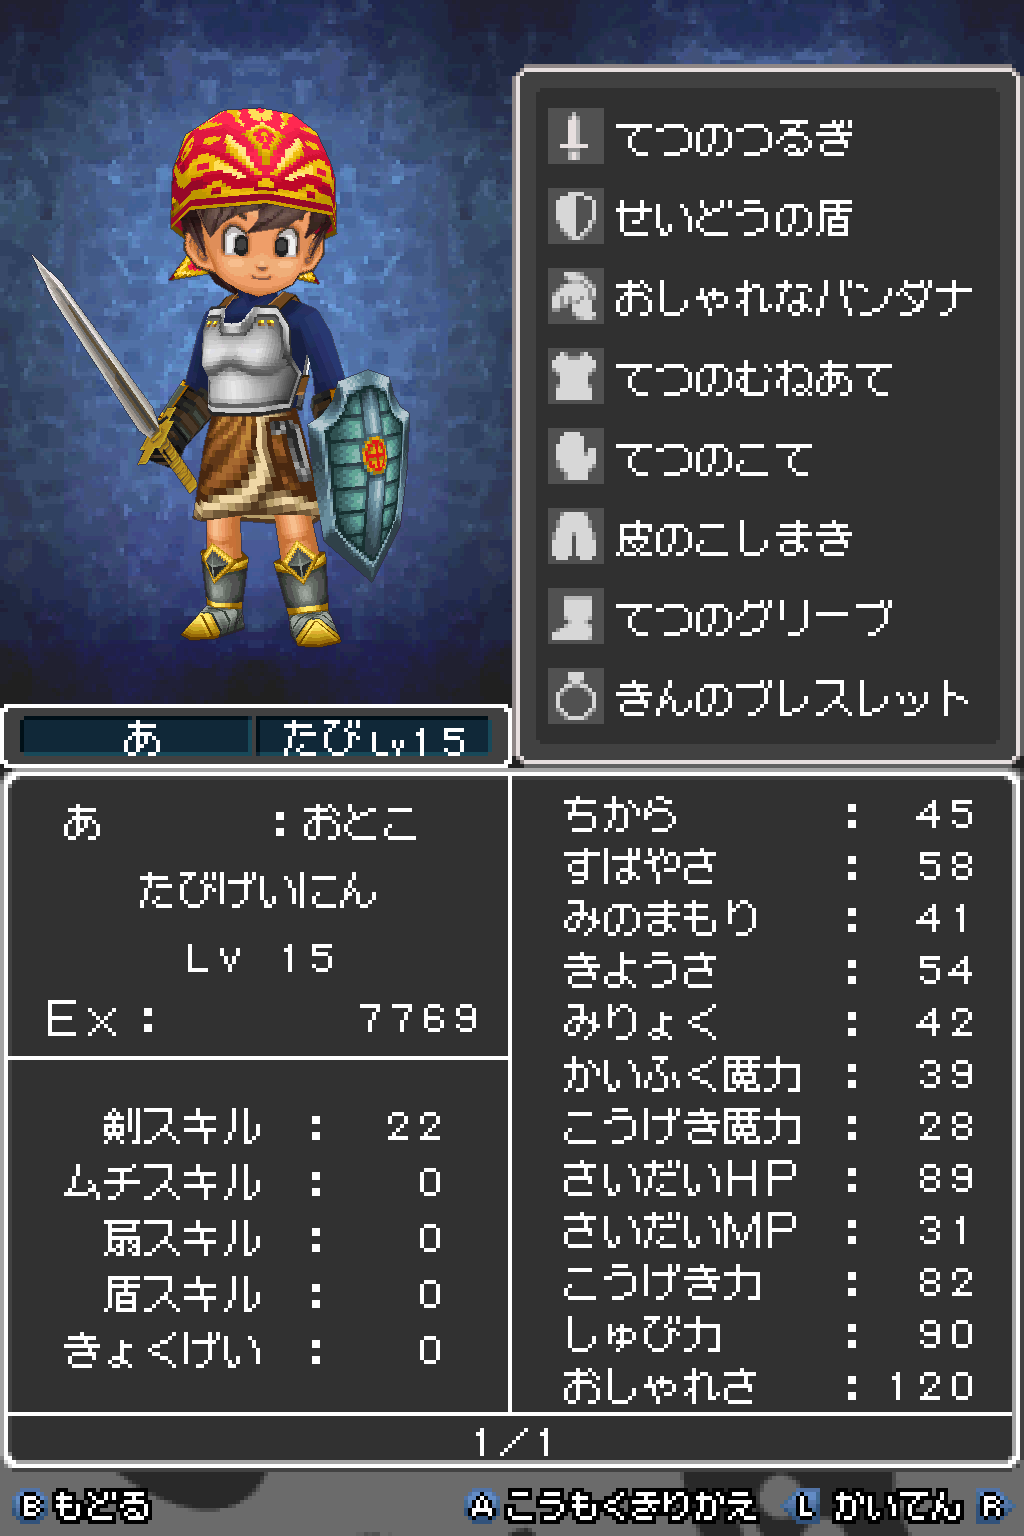 てつのつるぎ
せいどうの盾
おしゃれなバンダナ
てつのむねあて
てつのこて
皮のこしまき
てつのグリーブ
きんのブレスレット
あ たび Lv15
あ :おとこ
たびげいにん
Lv 15
Ex: 7769
剣スキル : 22
ムチスキル : 0
扇スキル : 0
盾スキル : 0
きょくげい : 0
ちから : 45
すばやさ : 58
みのまもり : 41
きようさ : 54
みりょく : 42
かいふく魔力 : 39
こうげき魔力 : 28
さいだいHP : 89
さいだいMP : 31
こうげき力 : 82
しゅび力 : 90
おしゃれさ : 120
1/1
B もどる A こうもくきりかえ L かいてん R